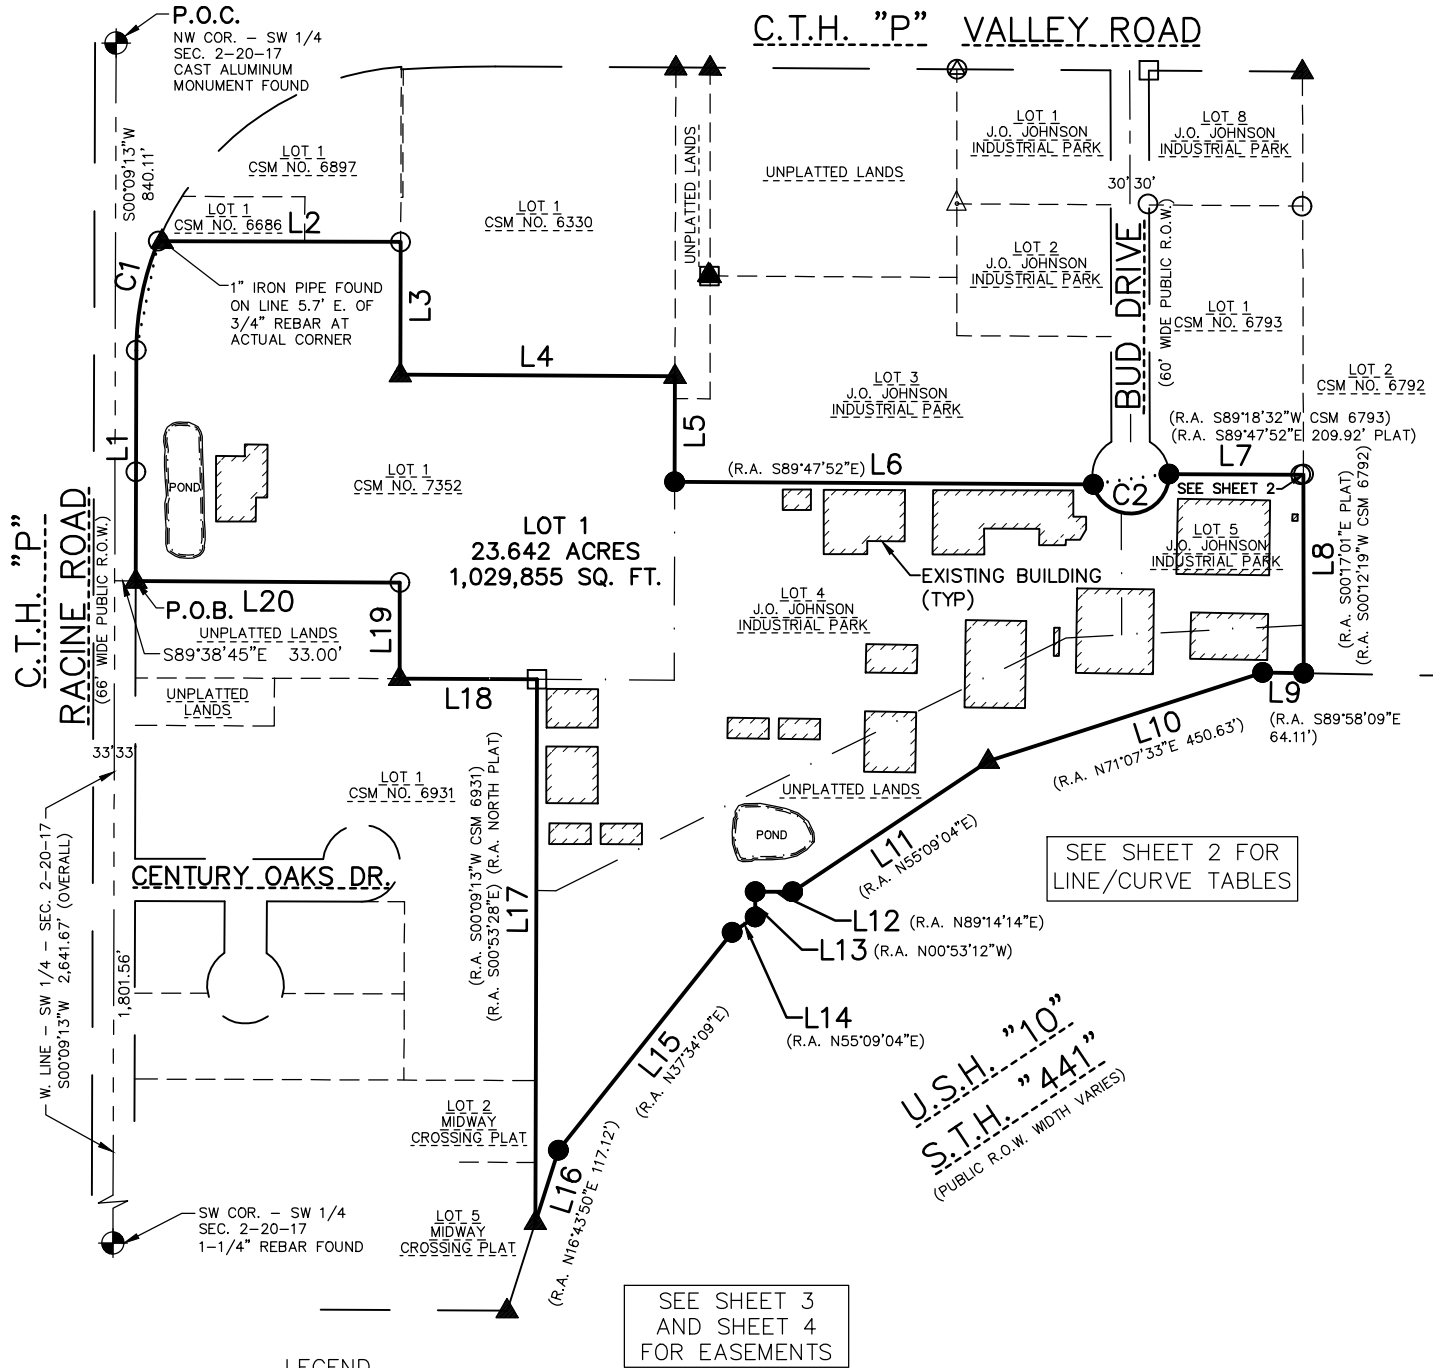 P.O.C.
NW COR. – SW 1/4
SEC. 2–20–17
CAST ALUMINUM
MONUMENT FOUND
C.T.H. "P" VALLEY ROAD
S00°09'13"W
840.11'
LOT 1
CSM NO. 6897
LOT 1
CSM NO. 6686
L2
LOT 1
CSM NO. 6330
UNPLATTED LANDS
UNPLATTED LANDS
LOT 1
J.O. JOHNSON
INDUSTRIAL PARK
LOT 8
J.O. JOHNSON
INDUSTRIAL PARK
30' 30'
LOT 2
J.O. JOHNSON
INDUSTRIAL PARK
BUD DRIVE
(60' WIDE PUBLIC R.O.W.)
LOT 1
CSM NO. 6793
C1
1" IRON PIPE FOUND
ON LINE 5.7' E. OF
3/4" REBAR AT
ACTUAL CORNER
L3
L4
L5
LOT 3
J.O. JOHNSON
INDUSTRIAL PARK
LOT 2
CSM NO. 6792
(R.A. S89°18'32"W CSM 6793)
(R.A. S89°47'52"E 209.92' PLAT)
L1
POND
LOT 1
CSM NO. 7352
(R.A. S89°47'52"E) L6
L7
C2
SEE SHEET 2
LOT 1
23.642 ACRES
1,029,855 SQ. FT.
LOT 5
J.O. JOHNSON
INDUSTRIAL PARK
L8
(R.A. S00°17'01"E PLAT)
(R.A. S00°12'19"W CSM 6792)
EXISTING BUILDING
(TYP)
C.T.H. "P"
RACINE ROAD
(66' WIDE PUBLIC R.O.W.)
P.O.B.
L20
UNPLATTED LANDS
S89°38'45"E 33.00'
L19
LOT 4
J.O. JOHNSON
INDUSTRIAL PARK
UNPLATTED
LANDS
L18
L9
(R.A. S89°58'09"E
64.11')
L10
(R.A. N71°07'33"E 450.63')
33' 33'
LOT 1
CSM NO. 6931
(R.A. S00°09'13"W CSM 6931)
(R.A. S00°53'28"E) (R.A. NORTH PLAT)
L17
UNPLATTED LANDS
POND
L11
(R.A. N55°09'04"E)
SEE SHEET 2 FOR
LINE/CURVE TABLES
W. LINE – SW 1/4 – SEC. 2–20–17
S00°09'13"W 2,641.67' (OVERALL)
CENTURY OAKS DR.
L12 (R.A. N89°14'14"E)
L13 (R.A. N00°53'12"W)
1,801.56'
L14
(R.A. N55°09'04"E)
L15
(R.A. N37°34'09"E)
U.S.H. "10"
S.T.H. "441"
(PUBLIC R.O.W. WIDTH VARIES)
LOT 2
MIDWAY
CROSSING PLAT
L16
(R.A. N16°43'50"E 117.12')
SW COR. – SW 1/4
SEC. 2–20–17
1–1/4" REBAR FOUND
LOT 5
MIDWAY
CROSSING PLAT
SEE SHEET 3
AND SHEET 4
FOR EASEMENTS
LEGEND